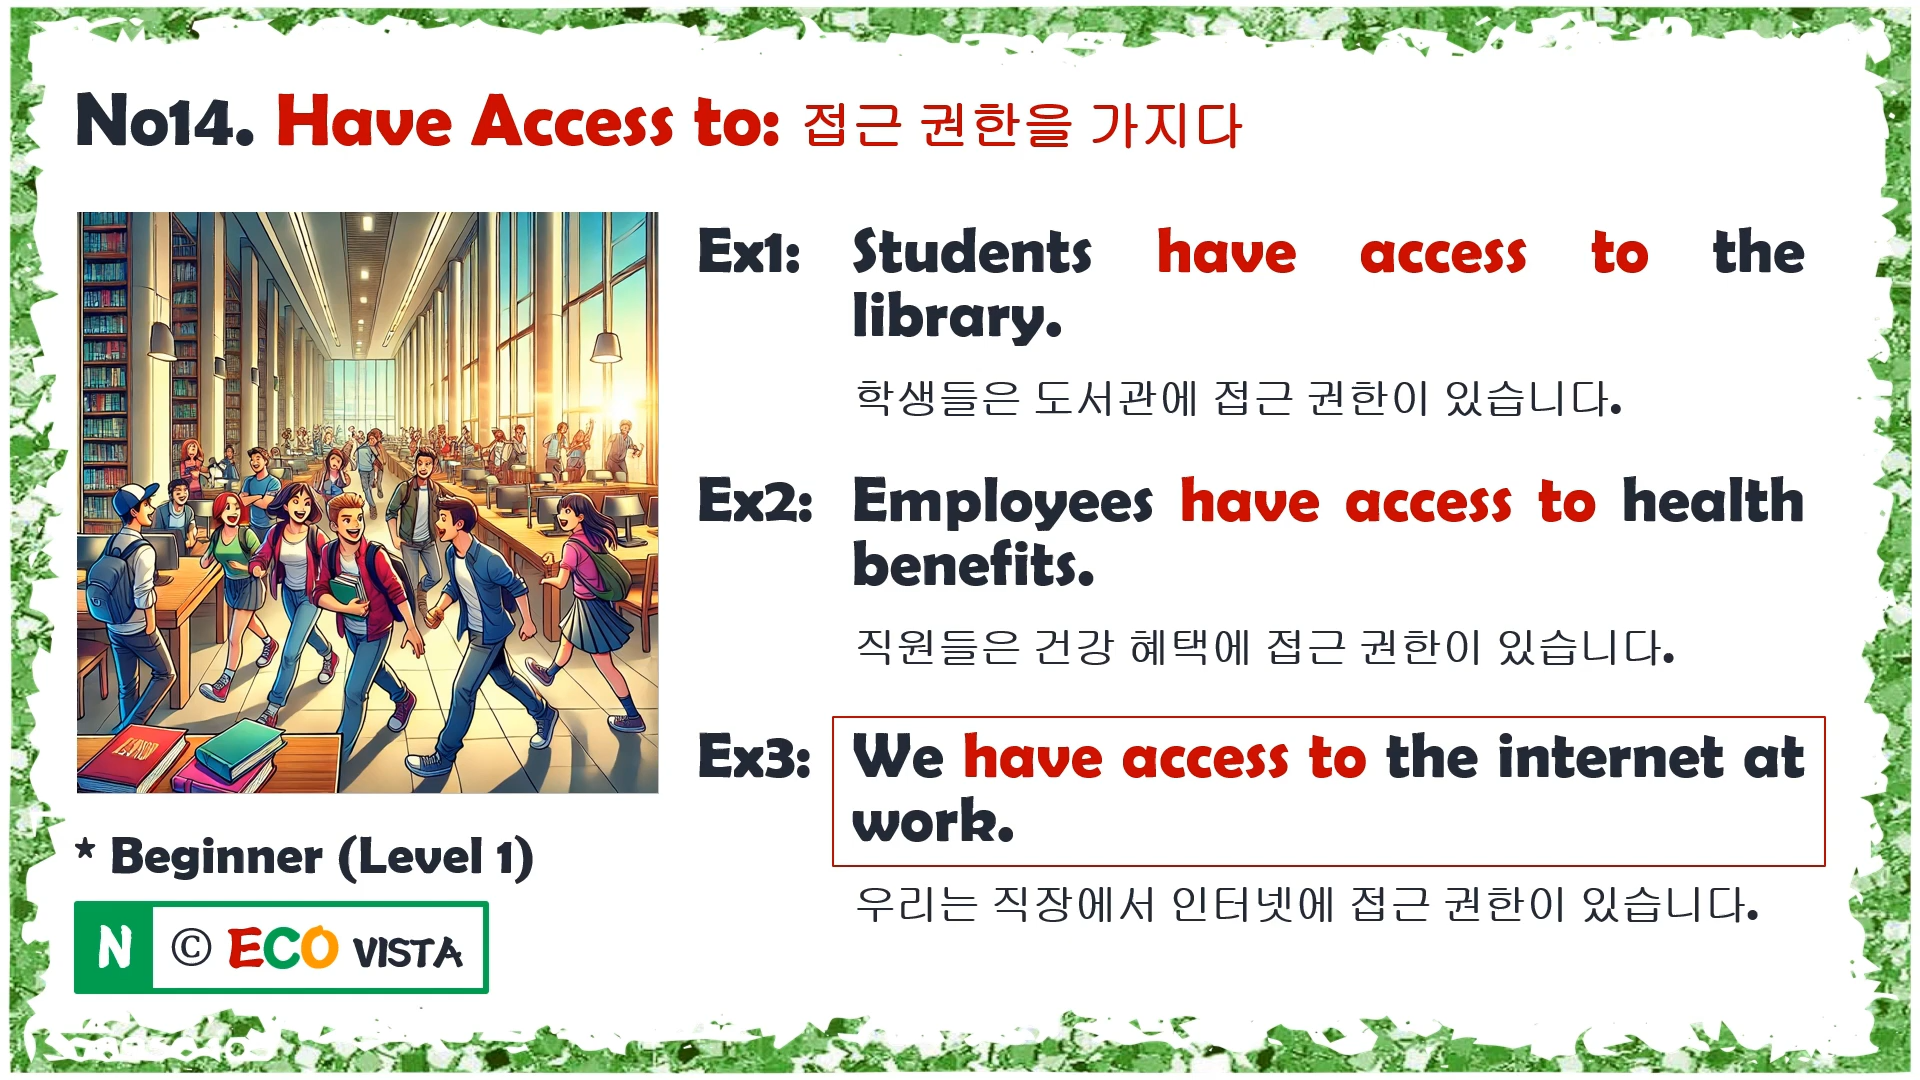 No14. Have Access to: 접근 권한을 가지다
Ex1: Students have access to the
library.
학생들은 도서관에 접근 권한이 있습니다.
Ex2: Employees have access to health
benefits.
직원들은 건강 혜택에 접근 권한이 있습니다.
Ex3: We have access to the internet at
work.
우리는 직장에서 인터넷에 접근 권한이 있습니다.
* Beginner (Level 1)
N © ECO VISTA